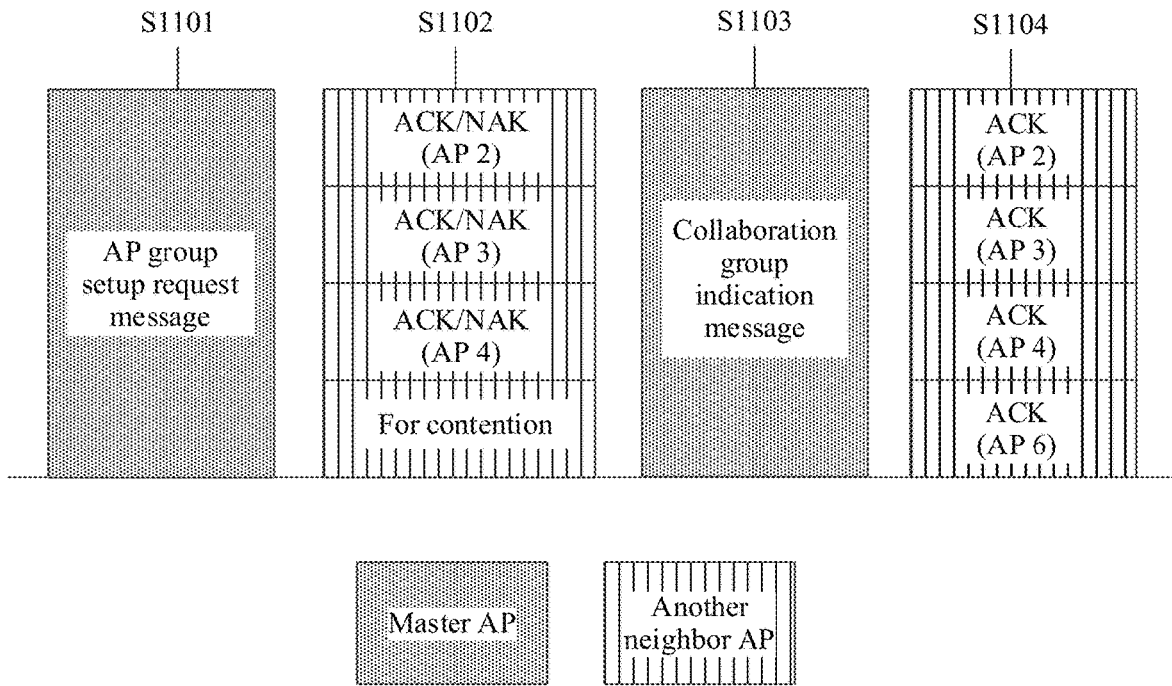 S1101
S1102
S1103
S1104
AP group
setup request
message
ACK/NAK
(AP 2)
ACK/NAK
(AP 3)
ACK/NAK
(AP 4)
For contention
Collaboration
group
indication
message
ACK
(AP 2)
ACK
(AP 3)
ACK
(AP 4)
ACK
(AP 6)
Master AP
Another
neighbor AP